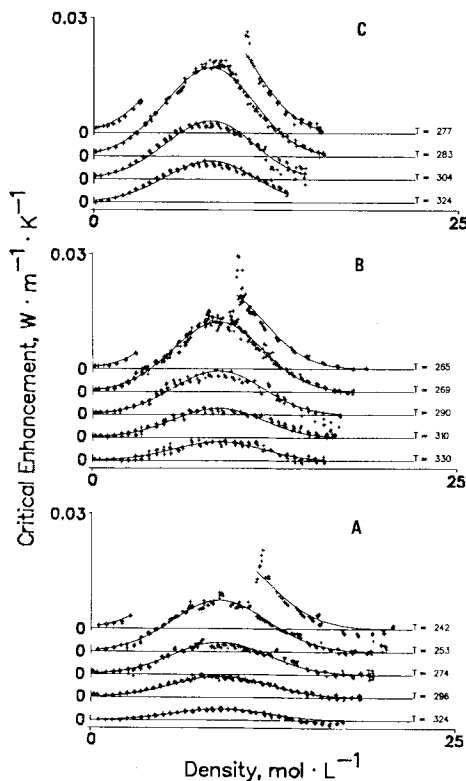 0.03
C
0
T = 277
0
T = 283
0
T = 304
0
T = 324
0
25
0.03
B
0
T = 265
0
T = 269
0
T = 290
0
T = 310
0
T = 330
0
25
0.03
A
0
T = 242
0
T = 253
0
T = 274
0
T = 296
0
T = 324
0
25
Critical Enhancement, W · m⁻¹ · K⁻¹
Density, mol · L⁻¹